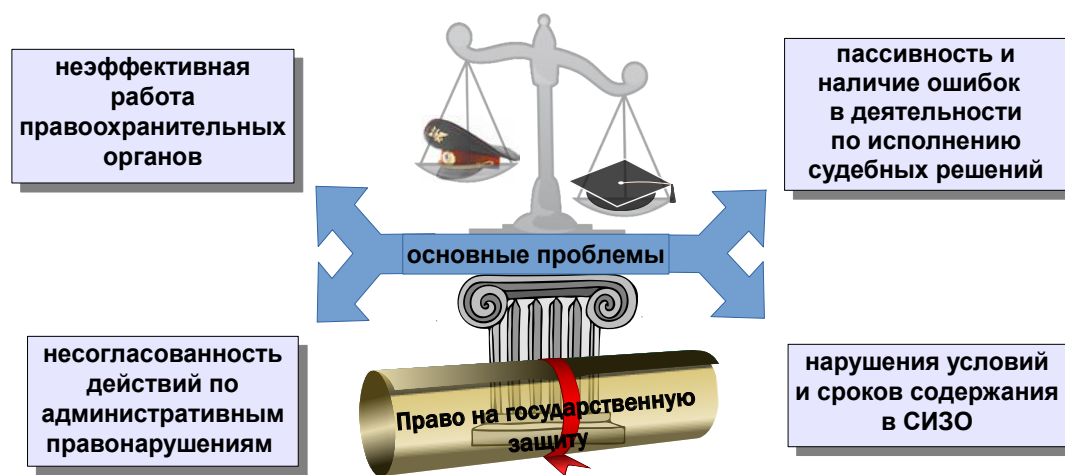 неэффективная
работа
правоохранительных
органов
пассивность и
наличие ошибок
в деятельности
по исполнению
судебных решений
основные проблемы
несогласованность
действий по
административным
правонарушениям
Право на государственную
защиту
нарушения условий
и сроков содержания
в СИЗО